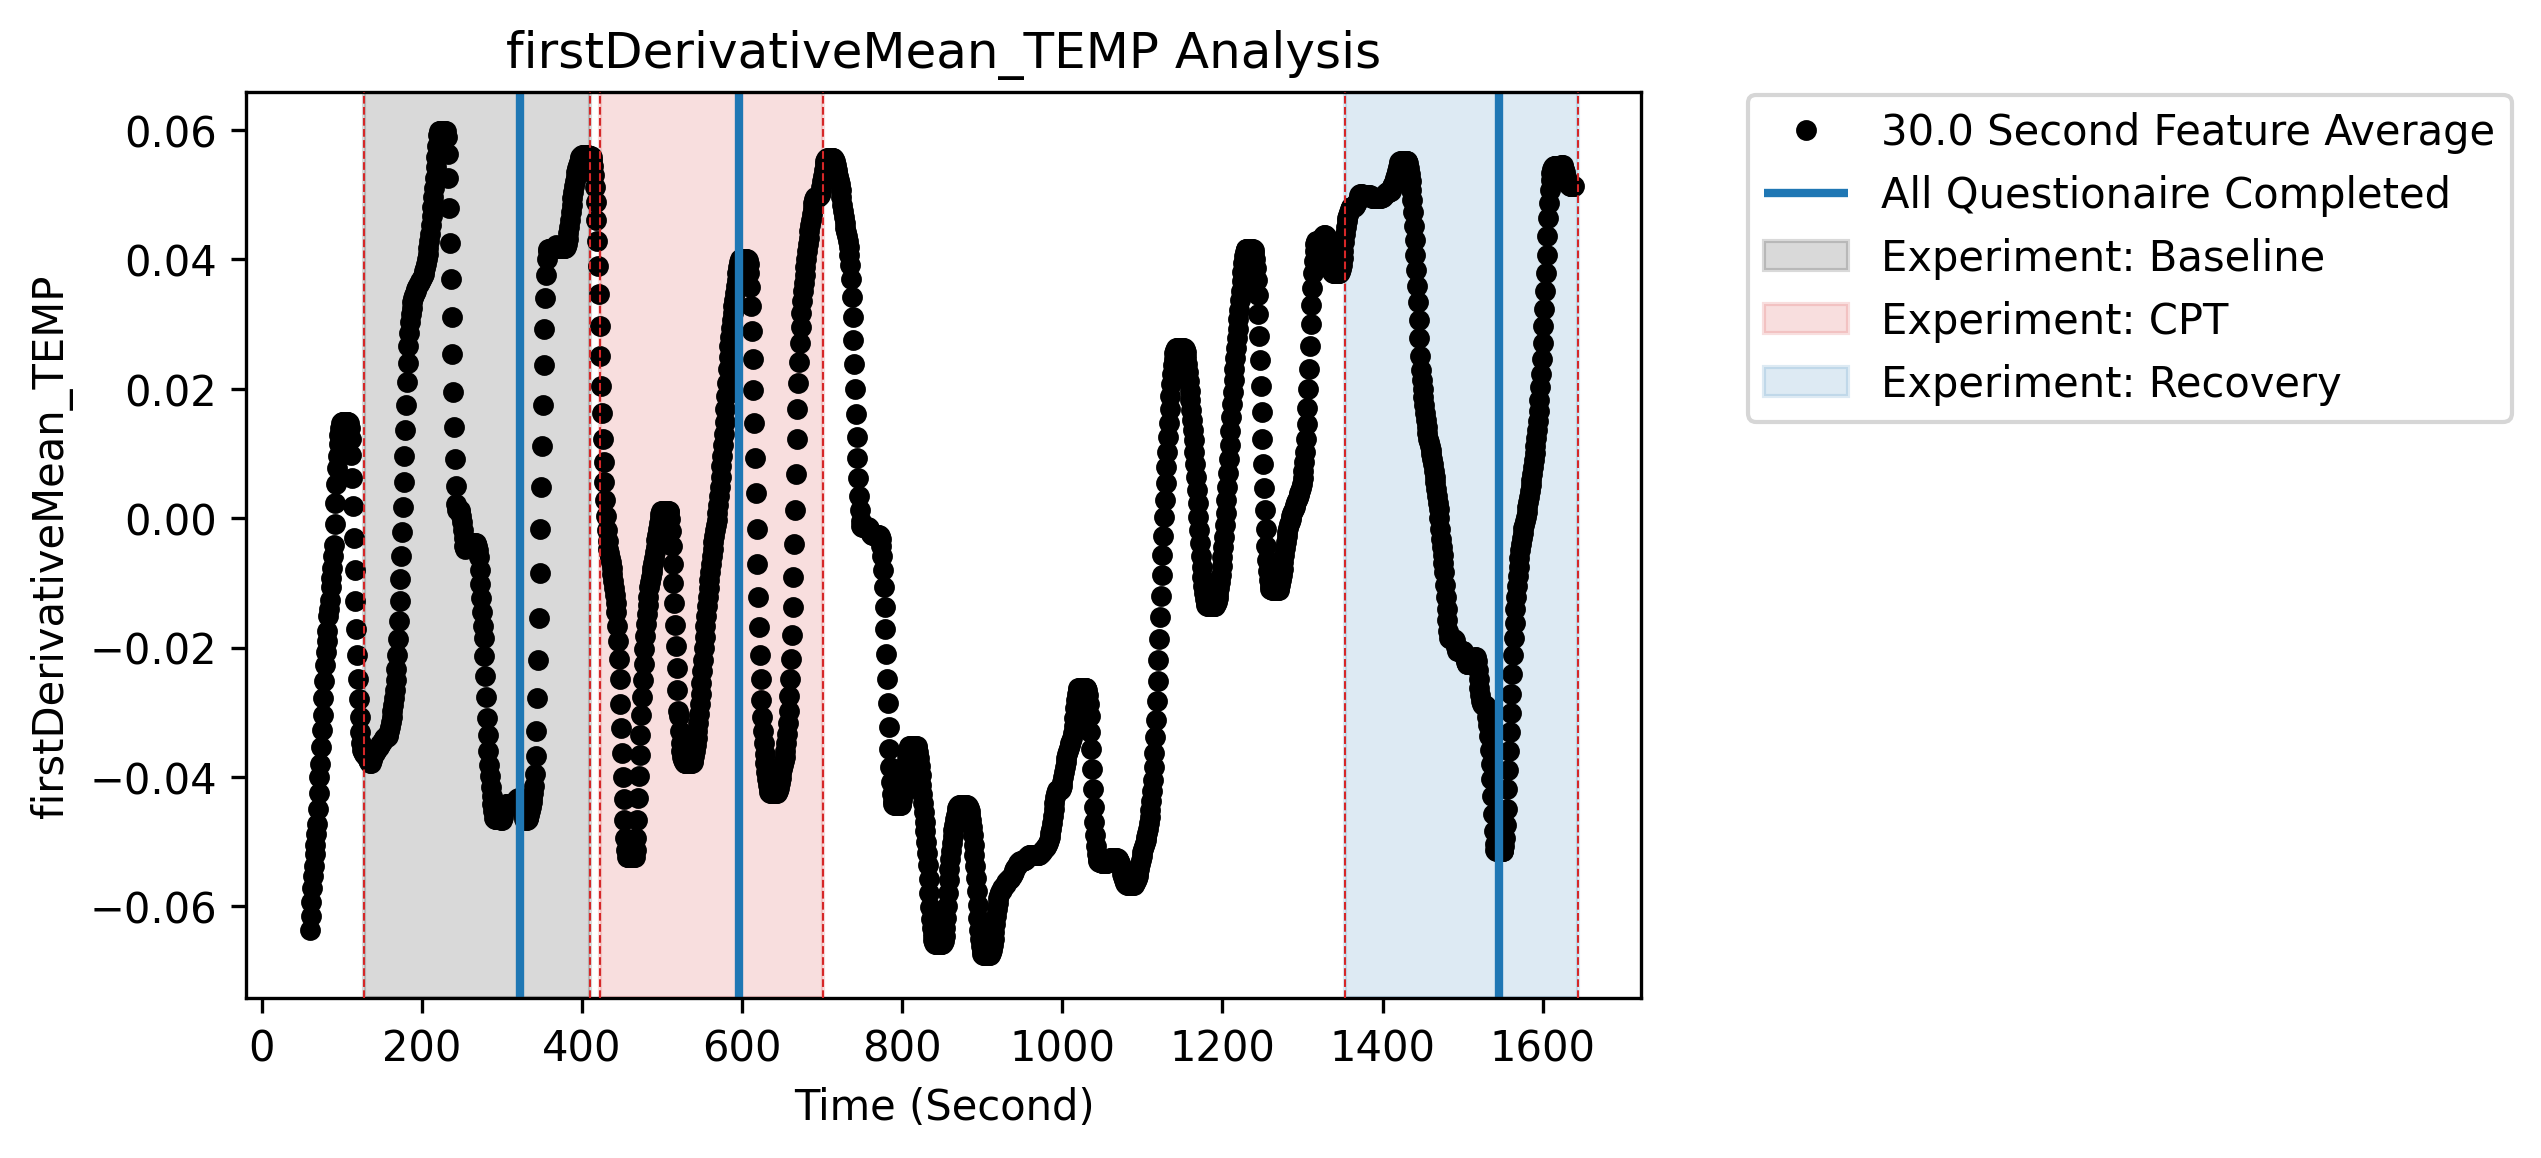 firstDerivativeMean_TEMP Analysis
firstDerivativeMean_TEMP
0.06
0.04
0.02
0.00
−0.02
−0.04
−0.06
0 200 400 600 800 1000 1200 1400 1600
Time (Second)
30.0 Second Feature Average
All Questionaire Completed
Experiment: Baseline
Experiment: CPT
Experiment: Recovery